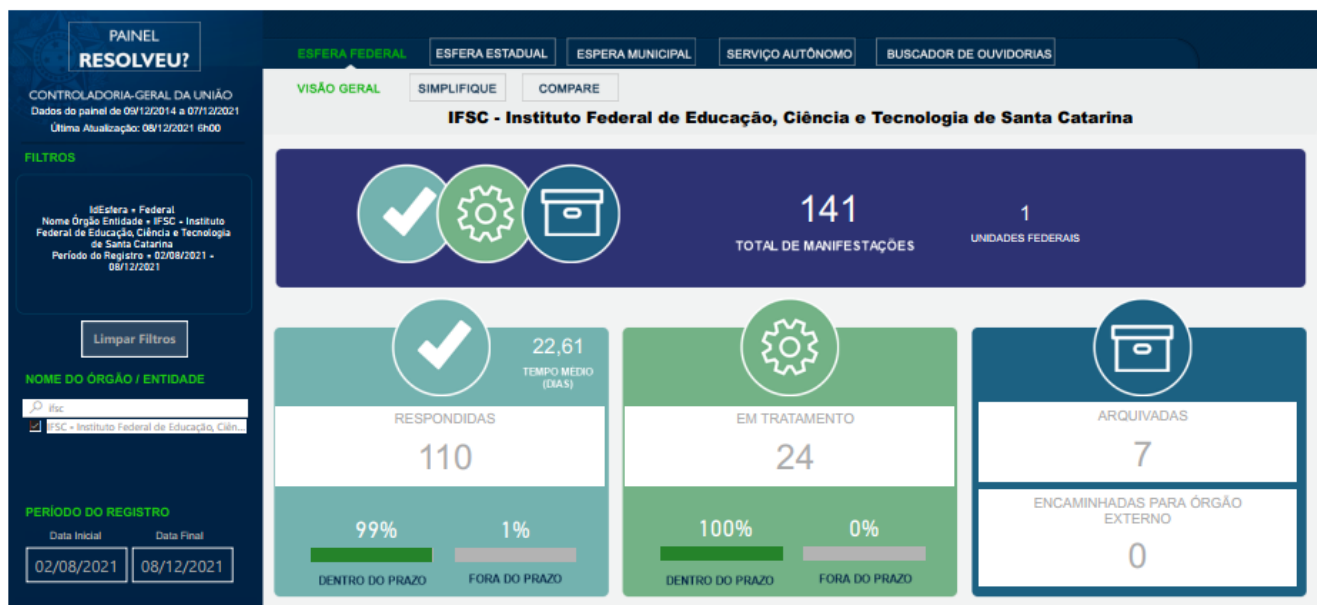 PAINEL
RESOLVEU?
CONTROLADORIA-GERAL DA UNIÃO
Dados do painel de 09/12/2014 a 07/12/2021
Última Atualização: 08/12/2021 6h00
FILTROS
IdEsfera • Federal
Nome Órgão Entidade • IFSC - Instituto
Federal de Educação, Ciência e Tecnologia
de Santa Catarina
Período do Registro • 02/08/2021 -
08/12/2021
Limpar Filtros
NOME DO ÓRGÃO / ENTIDADE
ifsc
IFSC - Instituto Federal de Educação, Ciên...
PERÍODO DO REGISTRO
Data Inicial Data Final
02/08/2021 08/12/2021
ESFERA FEDERAL ESFERA ESTADUAL ESPERA MUNICIPAL SERVIÇO AUTÔNOMO BUSCADOR DE OUVIDORIAS
VISÃO GERAL SIMPLIFIQUE COMPARE
IFSC - Instituto Federal de Educação, Ciência e Tecnologia de Santa Catarina
141
TOTAL DE MANIFESTAÇÕES
1
UNIDADES FEDERAIS
22,61
TEMPO MÉDIO
(DIAS)
RESPONDIDAS
110
99% 1%
DENTRO DO PRAZO FORA DO PRAZO
EM TRATAMENTO
24
100% 0%
DENTRO DO PRAZO FORA DO PRAZO
ARQUIVADAS
7
ENCAMINHADAS PARA ÓRGÃO
EXTERNO
0